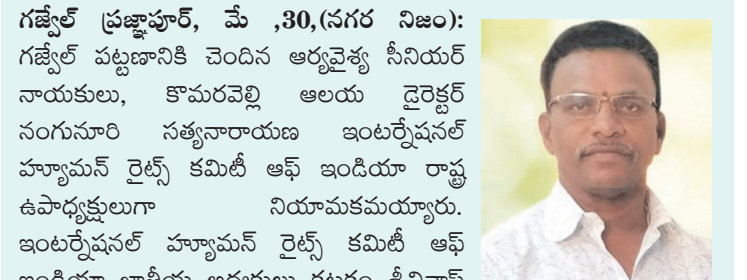 గజ్వేల్ ప్రజ్ఞాపూర్, మే ,30,(నగర నిజం):
గజ్వేల్ పట్టణానికి చెందిన ఆర్యవైశ్య సీనియర్
నాయకులు, కొమరవెల్లి ఆలయ డైరెక్టర్
నంగునూరి సత్యనారాయణ ఇంటర్నేషనల్
హ్యూమన్ రైట్స్ కమిటీ ఆఫ్ ఇండియా రాష్ట్ర
ఉపాధ్యక్షులుగా నియామకమయ్యారు.
ఇంటర్నేషనల్ హ్యూమన్ రైట్స్ కమిటీ ఆఫ్